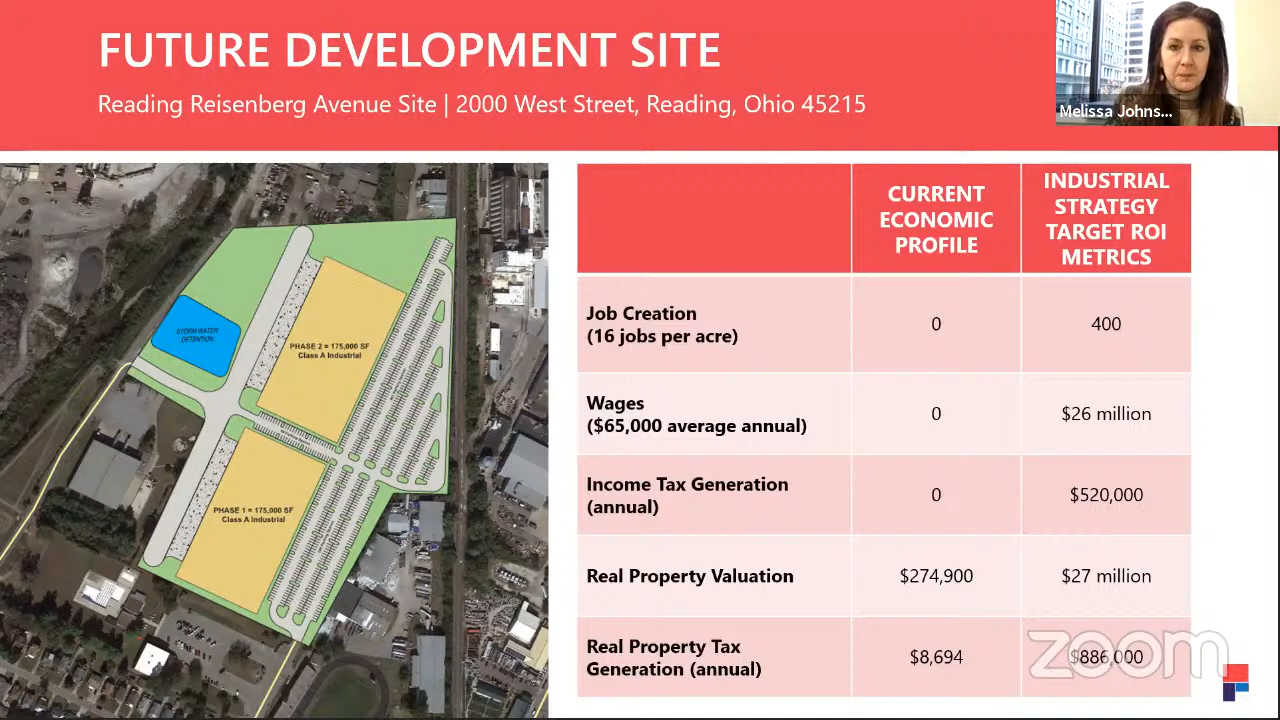 FUTURE DEVELOPMENT SITE
Reading Reisenberg Avenue Site | 2000 West Street, Reading, Ohio 45215
Melissa Johns...
STORM WATER
DETENTION
PHASE 2 = 175,000 SF
Class A Industrial
PHASE 1 = 175,000 SF
Class A Industrial
CURRENT
ECONOMIC
PROFILE
INDUSTRIAL
STRATEGY
TARGET ROI
METRICS
Job Creation
(16 jobs per acre)
0
400
Wages
($65,000 average annual)
0
$26 million
Income Tax Generation
(annual)
0
$520,000
Real Property Valuation
$274,900
$27 million
Real Property Tax
Generation (annual)
$8,694
$886,000
zoom